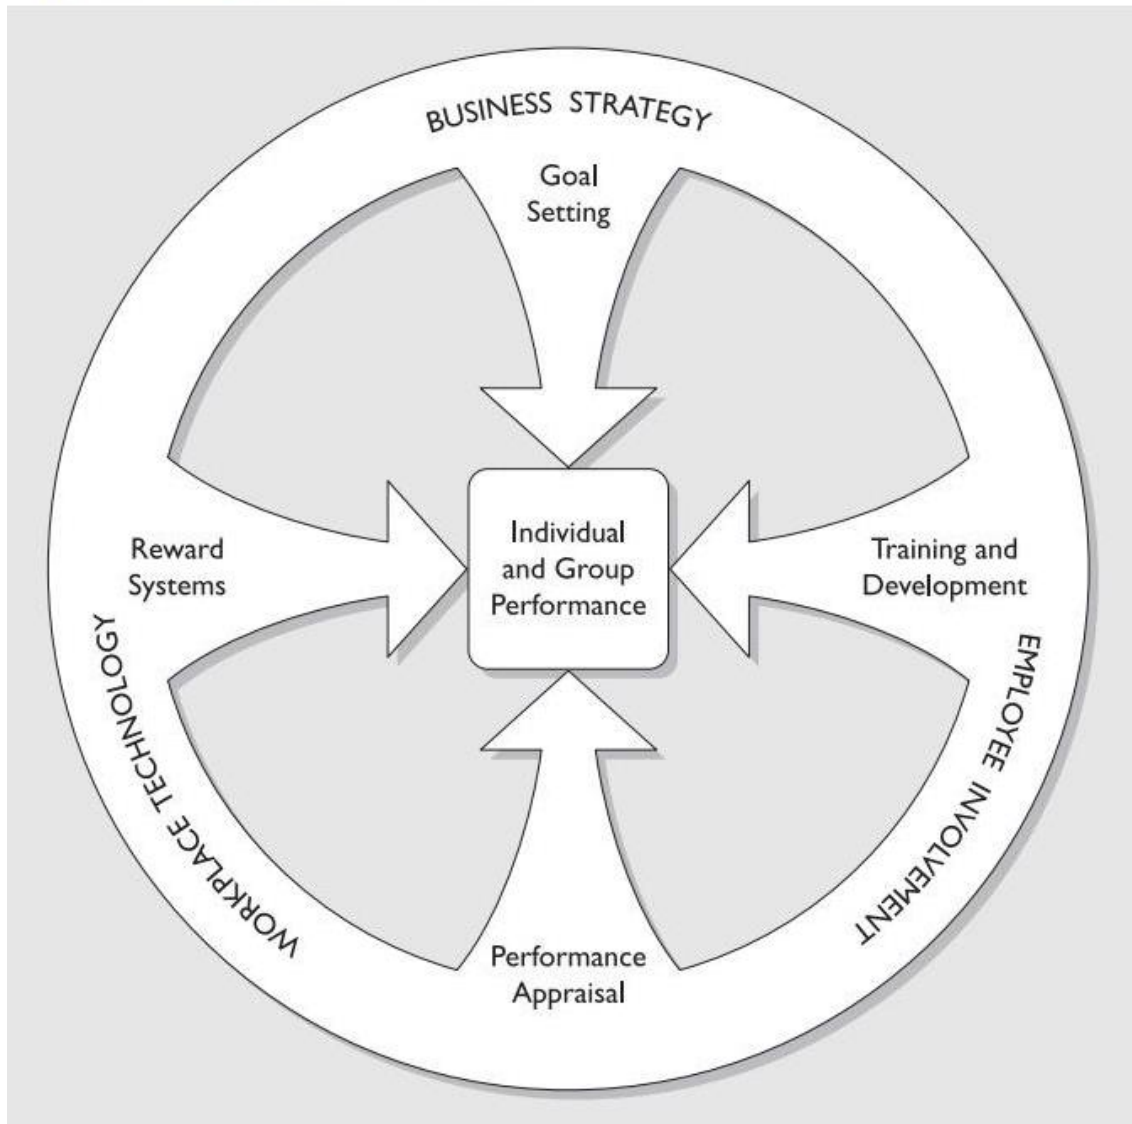 BUSINESS STRATEGY
Goal
Setting
Reward
Systems
Individual
and Group
Performance
Training and
Development
WORKPLACE TECHNOLOGY
EMPLOYEE INVOLVEMENT
Performance
Appraisal